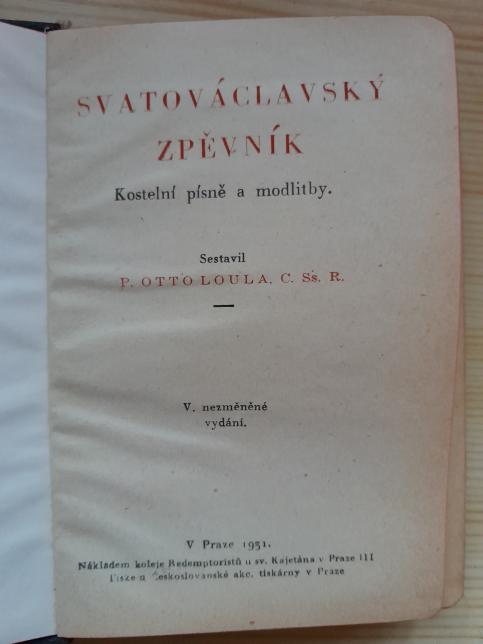 SVATOVÁCLAVSKÝ
ZPĚVNÍK
Kostelní písně a modlitby.
Sestavil
P. OTTO LOULA, C. Ss. R.
V. nezměněné
vydání.
V Praze 1931.
Nákladem koleje Redemptoristů u sv. Kajetána v Praze III
Československé akc. tiskárny v Praze